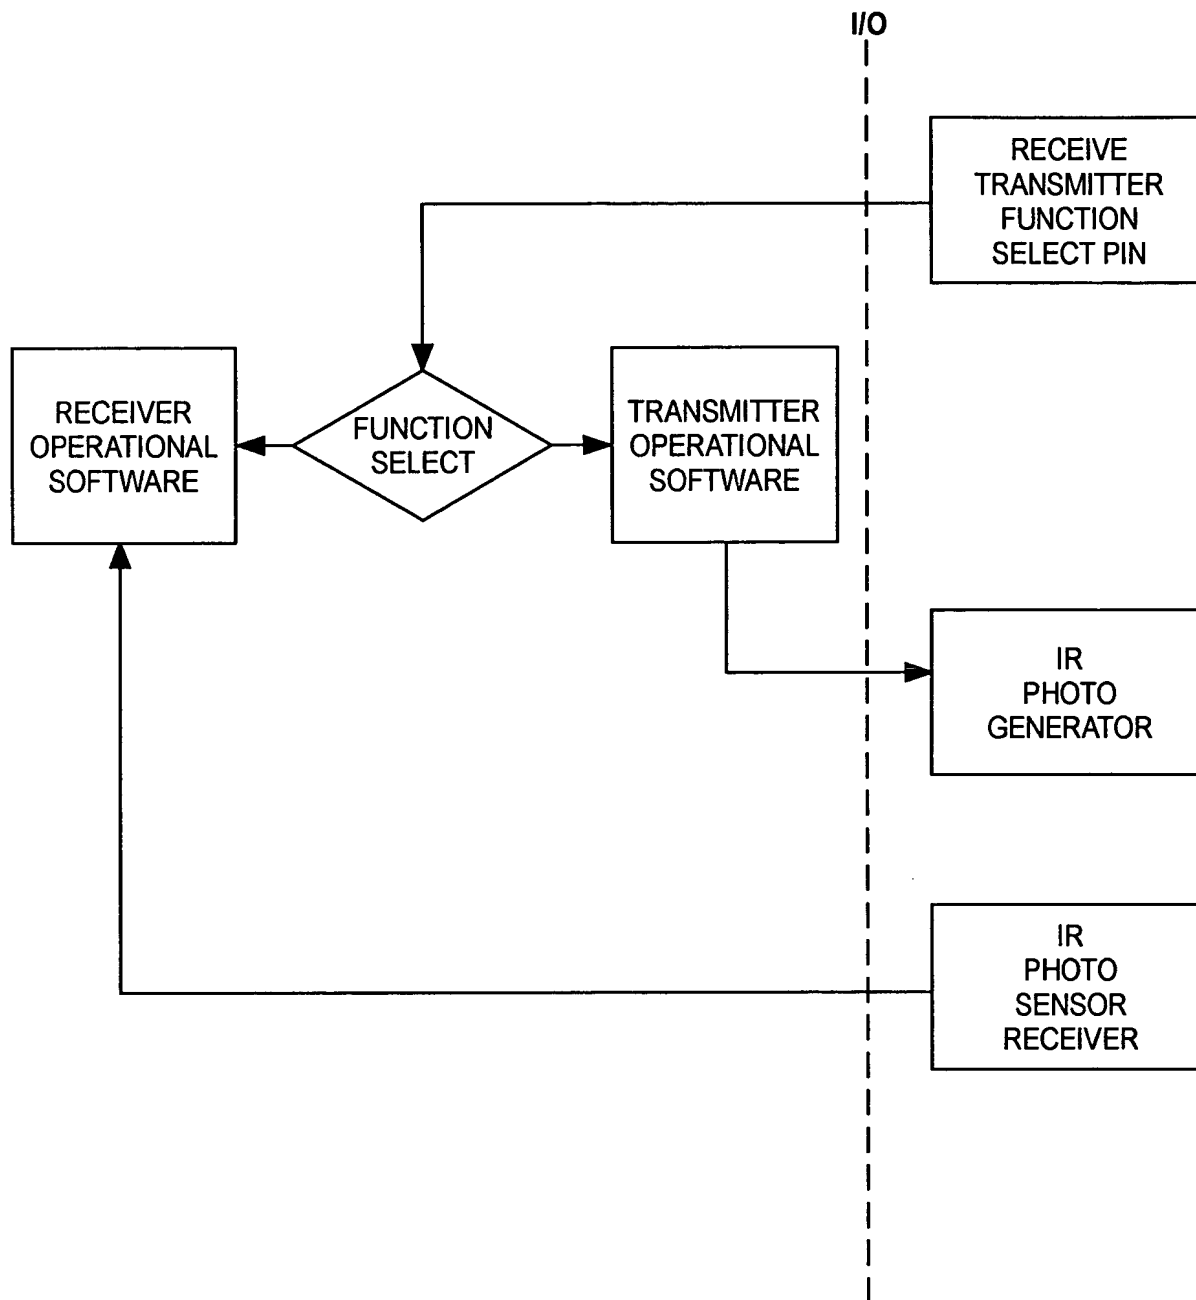 I/O
RECEIVE
TRANSMITTER
FUNCTION
SELECT PIN
RECEIVER
OPERATIONAL
SOFTWARE
FUNCTION
SELECT
TRANSMITTER
OPERATIONAL
SOFTWARE
IR
PHOTO
GENERATOR
IR
PHOTO
SENSOR
RECEIVER